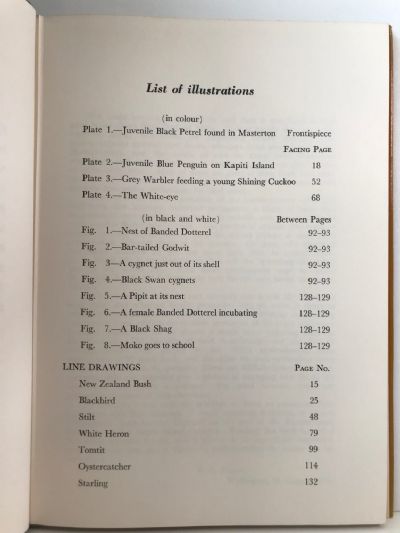 List of illustrations
(in colour)
Plate 1.—Juvenile Black Petrel found in Masterton Frontispiece
FACING PAGE
Plate 2.—Juvenile Blue Penguin on Kapiti Island 18
Plate 3.—Grey Warbler feeding a young Shining Cuckoo 52
Plate 4.—The White-eye 68
(in black and white) Between Pages
Fig. 1.—Nest of Banded Dotterel 92–93
Fig. 2.—Bar-tailed Godwit 92–93
Fig. 3—A cygnet just out of its shell 92–93
Fig. 4.—Black Swan cygnets 92–93
Fig. 5.—A Pipit at its nest 128–129
Fig. 6.—A female Banded Dotterel incubating 128–129
Fig. 7.—A Black Shag 128–129
Fig. 8.—Moko goes to school 128–129
LINE DRAWINGS PAGE NO.
New Zealand Bush 15
Blackbird 25
Stilt 48
White Heron 79
Tomtit 99
Oystercatcher 114
Starling 132